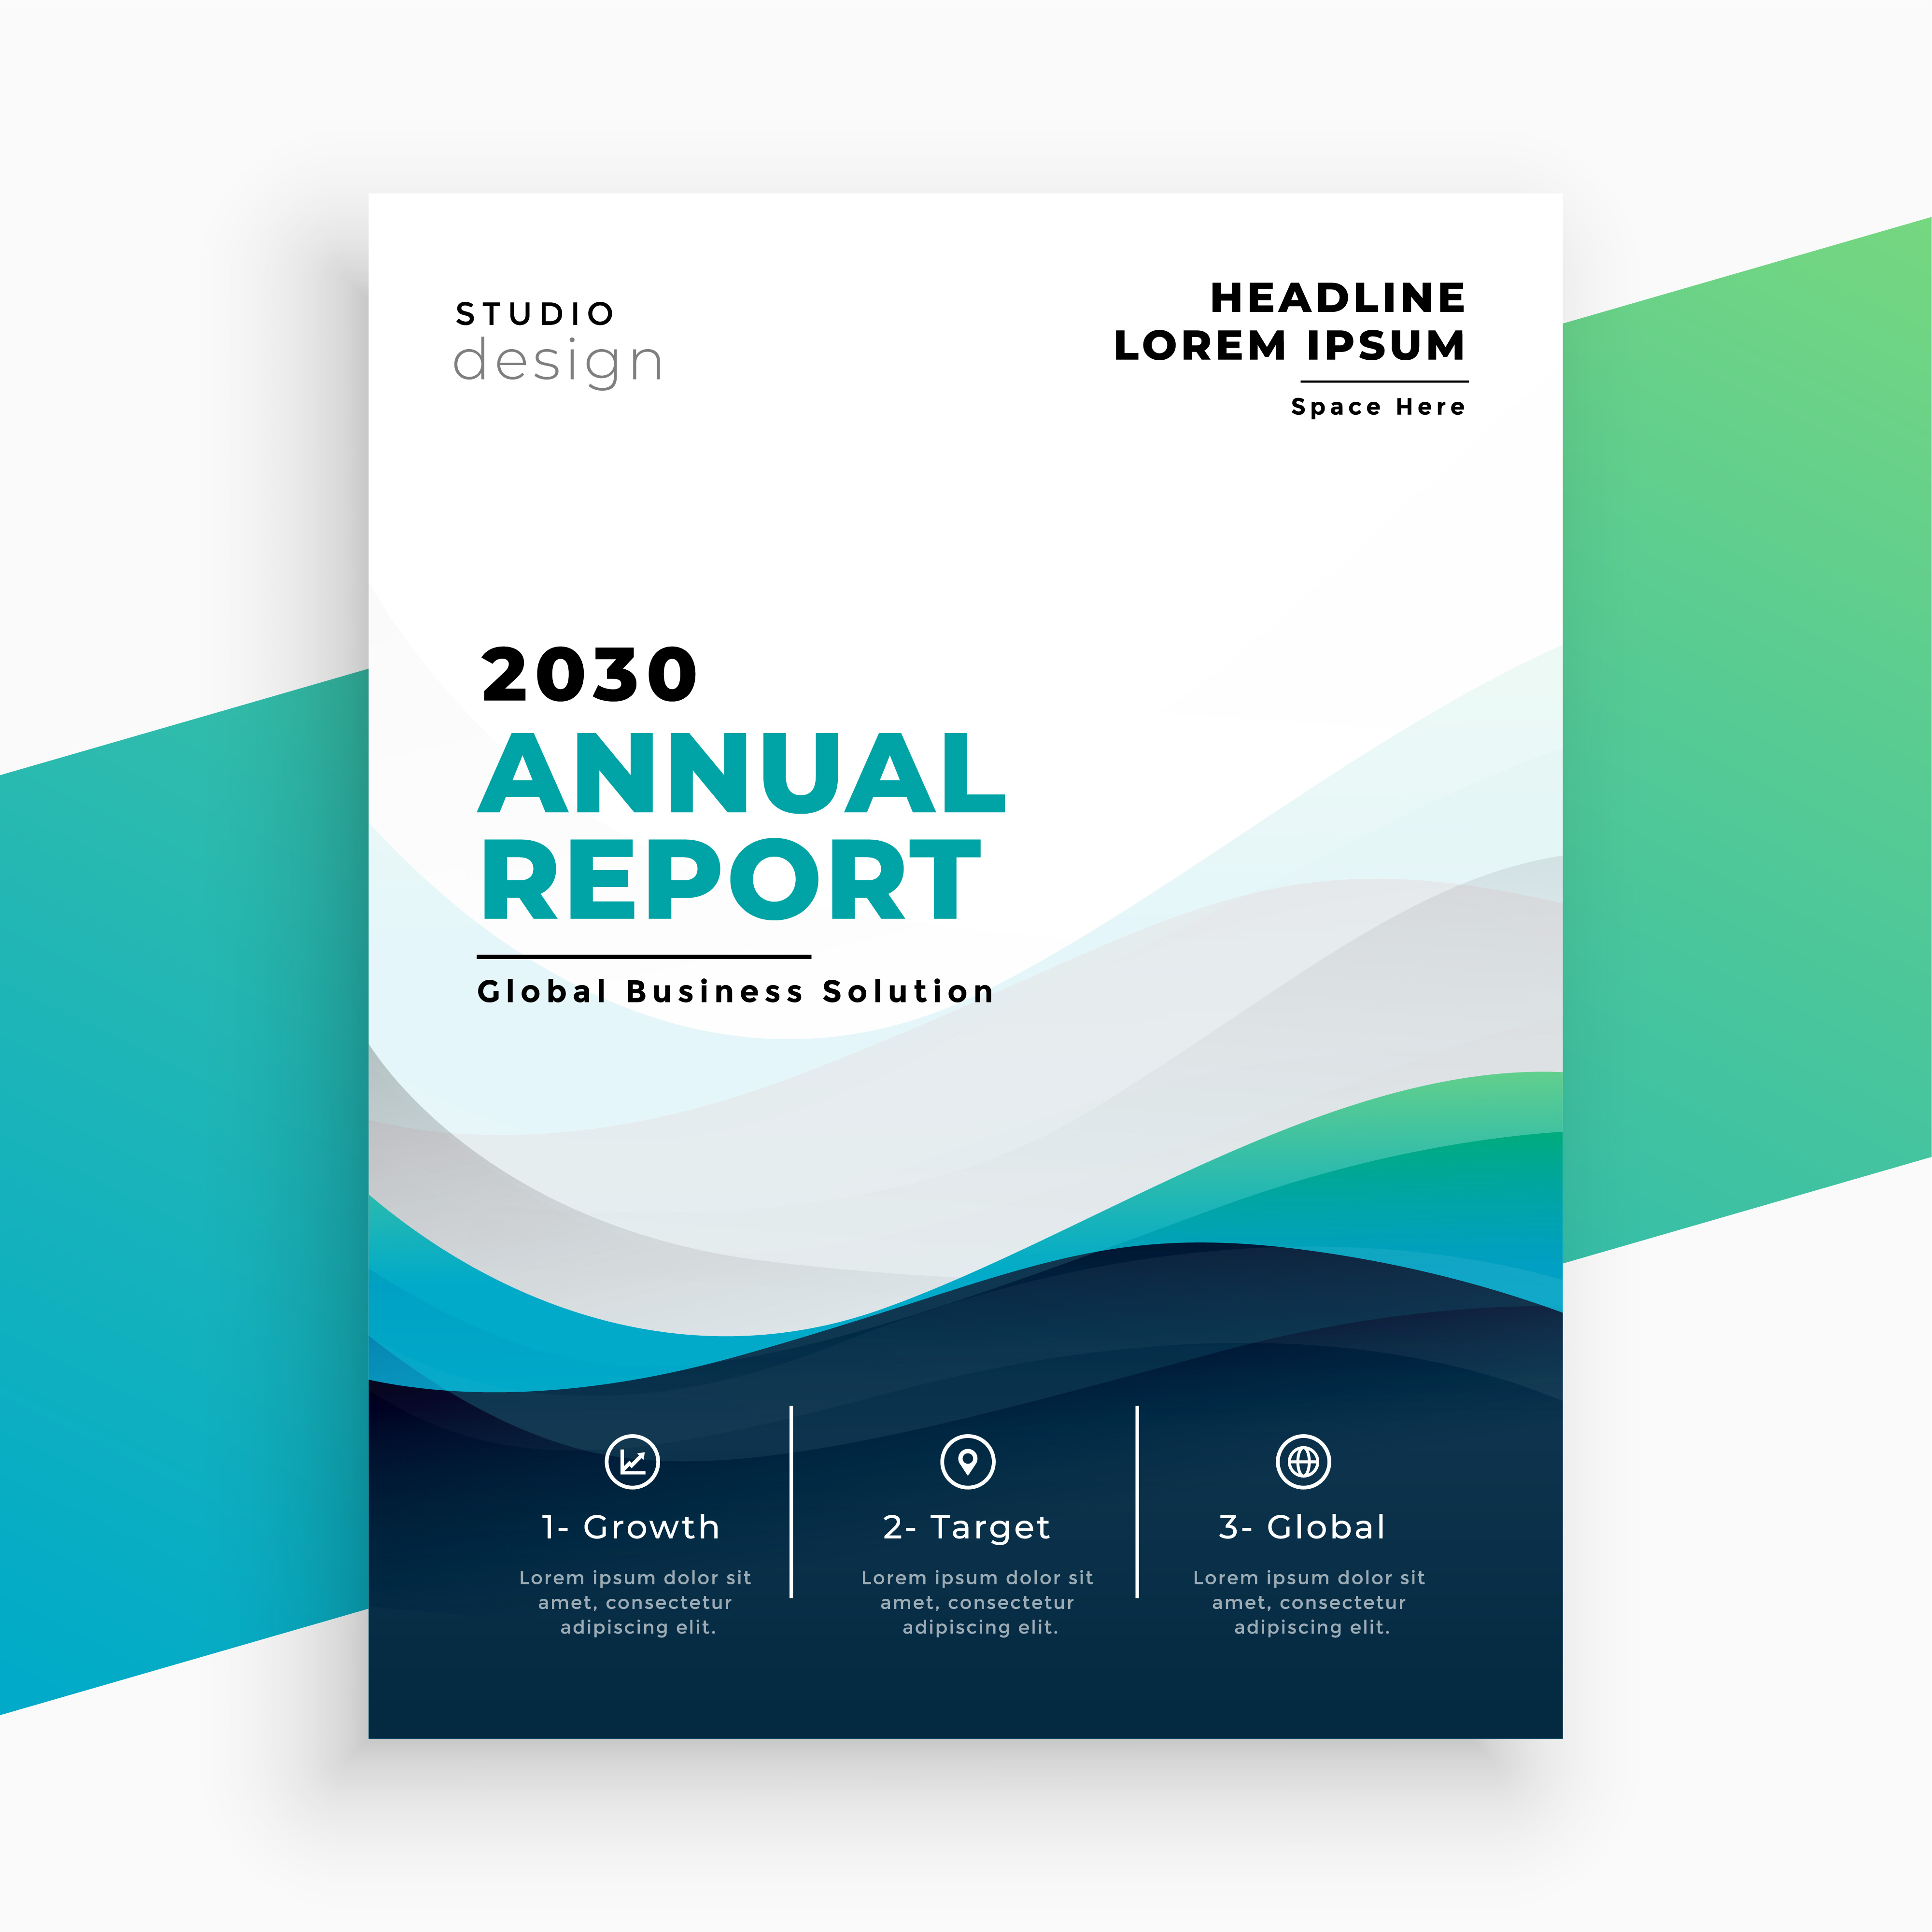 STUDIO
design
HEADLINE
LOREM IPSUM
Space Here
2030
ANNUAL
REPORT
Global Business Solution
1- Growth
Lorem ipsum dolor sit
amet, consectetur
adipiscing elit.
2- Target
Lorem ipsum dolor sit
amet, consectetur
adipiscing elit.
3- Global
Lorem ipsum dolor sit
amet, consectetur
adipiscing elit.